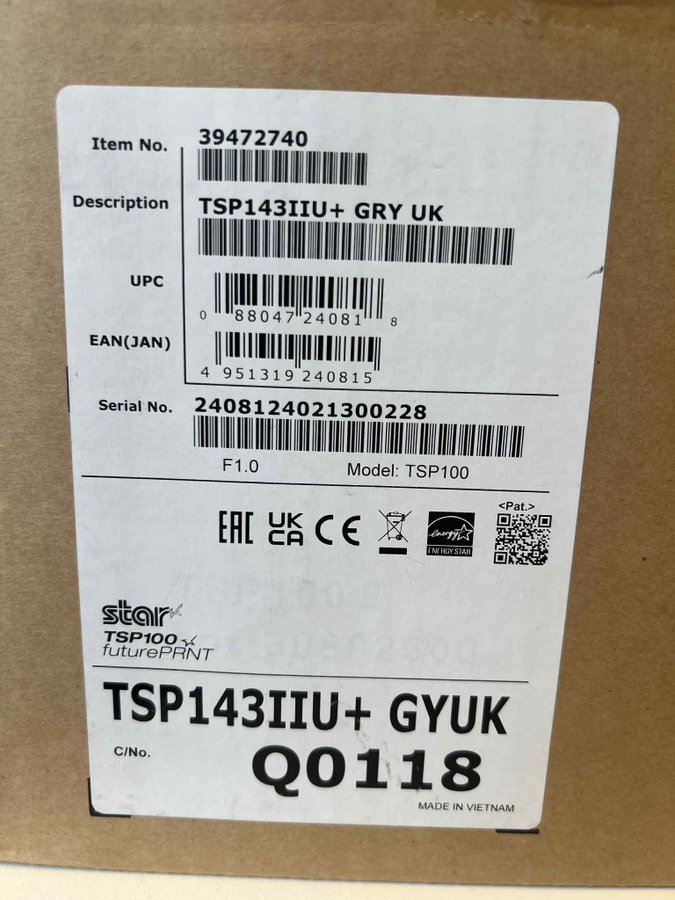 Item No. 39472740
Description TSP143IIU+ GRY UK
UPC
0 88047 24081 8
EAN(JAN)
4 951319 240815
Serial No. 2408124021300228
F1.0 Model: TSP100
EAC UK CA CE energy <Pat.>
ENERGY STAR
star
TSP100
futurePRNT
TSP143IIU+ GYUK
C/No. Q0118
MADE IN VIETNAM